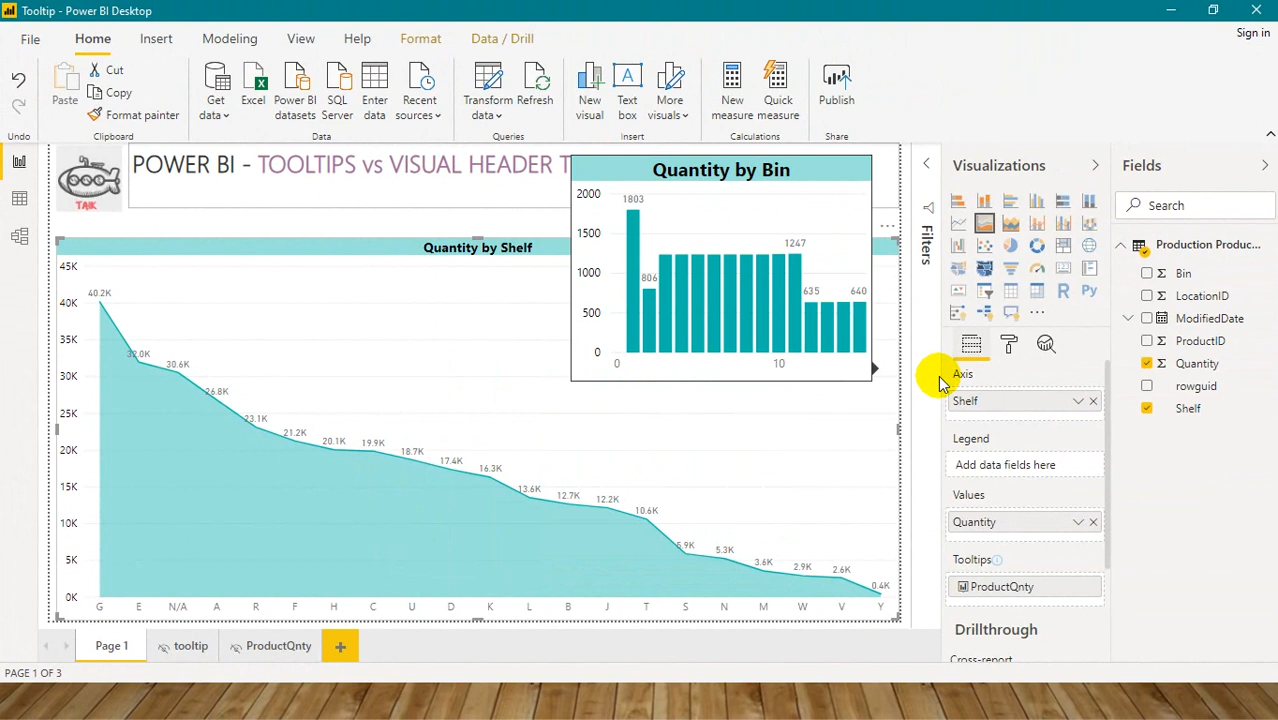 Tooltip - Power BI Desktop
Sign in
File Home Insert Modeling View Help Format Data / Drill
Cut
Copy
Format painter
Paste
Get data
Excel
Power BI datasets
SQL Server
Enter data
Recent sources
Transform data
Refresh
New visual
Text box
More visuals
New measure
Quick measure
Publish
Undo Clipboard Data Queries Insert Calculations Share
TAIK
POWER BI - TOOLTIPS vs VISUAL HEADER T
Quantity by Bin
2000
1500
1000
500
0
1803
806
1247
635
640
0 10
Quantity by Shelf
45K
40K
35K
30K
25K
20K
15K
10K
5K
0K
40.2K
32.0K
30.6K
26.8K
23.1K
21.2K
20.1K
19.9K
18.7K
17.4K
16.3K
13.6K
12.7K
12.2K
10.6K
5.9K
5.3K
3.6K
2.9K
2.6K
0.4K
G E N/A A R F H C U D K L B J T S N M W V Y
Filters
Visualizations
R Py
Axis
Shelf
Legend
Add data fields here
Values
Quantity
Tooltips
ProductQnty
Drillthrough
Cross-report
Fields
Search
Production Produc...
Bin
LocationID
ModifiedDate
ProductID
Quantity
rowguid
Shelf
Page 1 tooltip ProductQnty
PAGE 1 OF 3